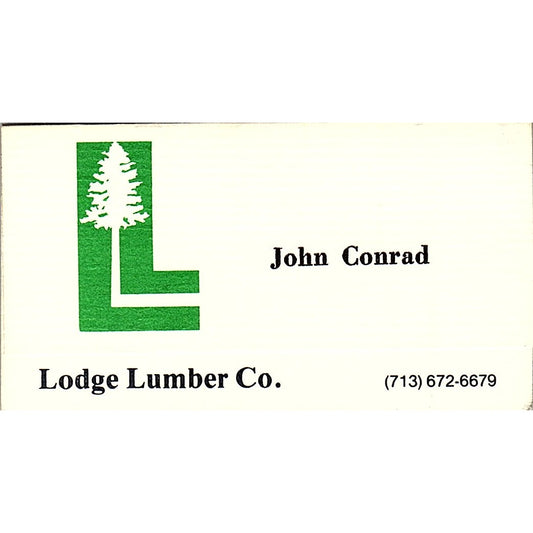 John Conrad
Lodge Lumber Co.
(713) 672-6679